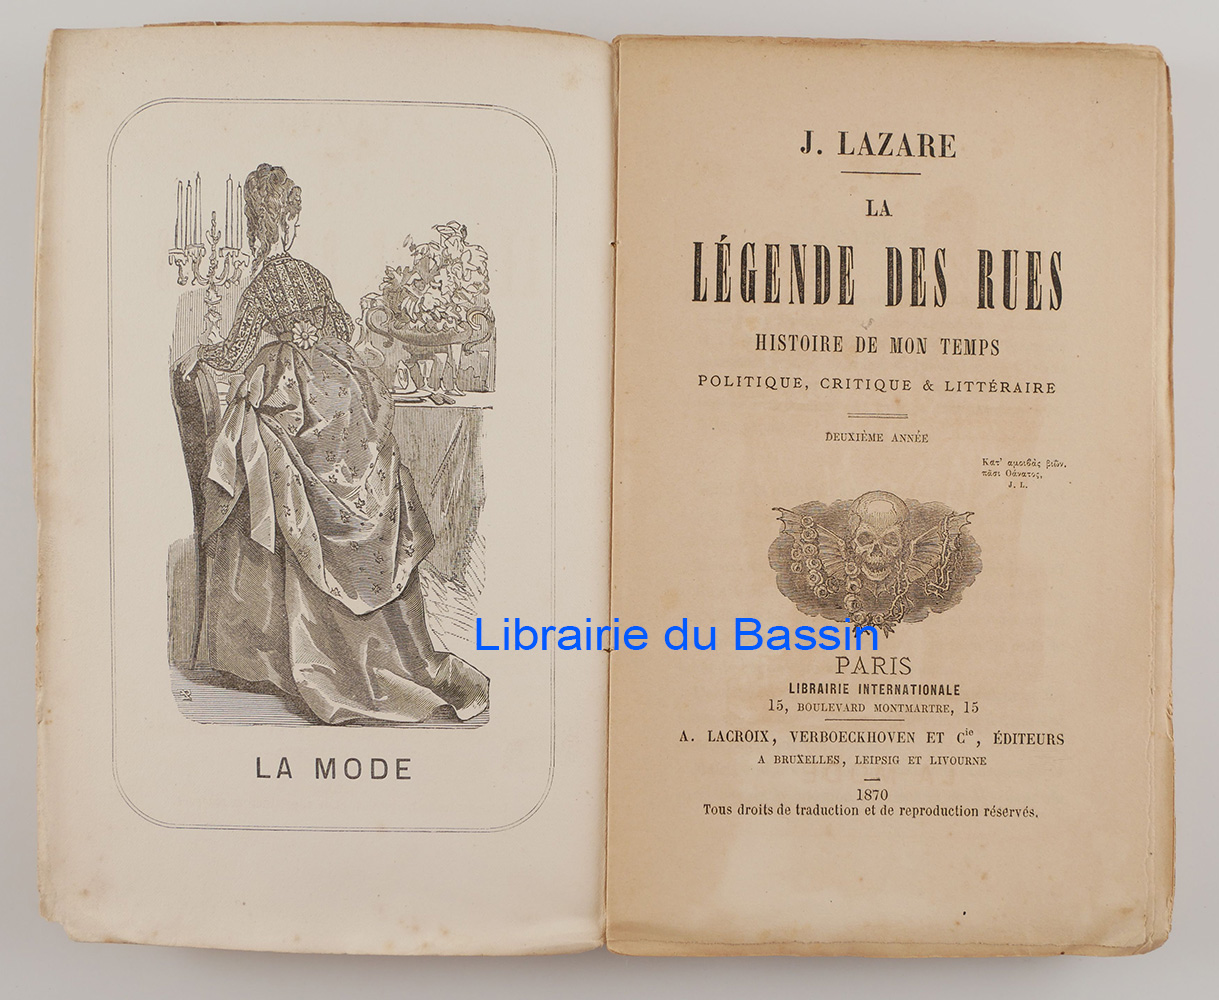 LA MODE
J. LAZARE
LA
LÉGENDE DES RUES
HISTOIRE DE MON TEMPS
POLITIQUE, CRITIQUE & LITTÉRAIRE
DEUXIÈME ANNÉE
Κατ' αμοιβὰς βιῶν,
πᾶσι Θάνατος,
J. L.
Librairie du Bassin
PARIS
LIBRAIRIE INTERNATIONALE
15, BOULEVARD MONTMARTRE, 15
A. LACROIX, VERBOECKHOVEN ET Cie, ÉDITEURS
A BRUXELLES, LEIPSIG ET LIVOURNE
1870
Tous droits de traduction et de reproduction réservés.